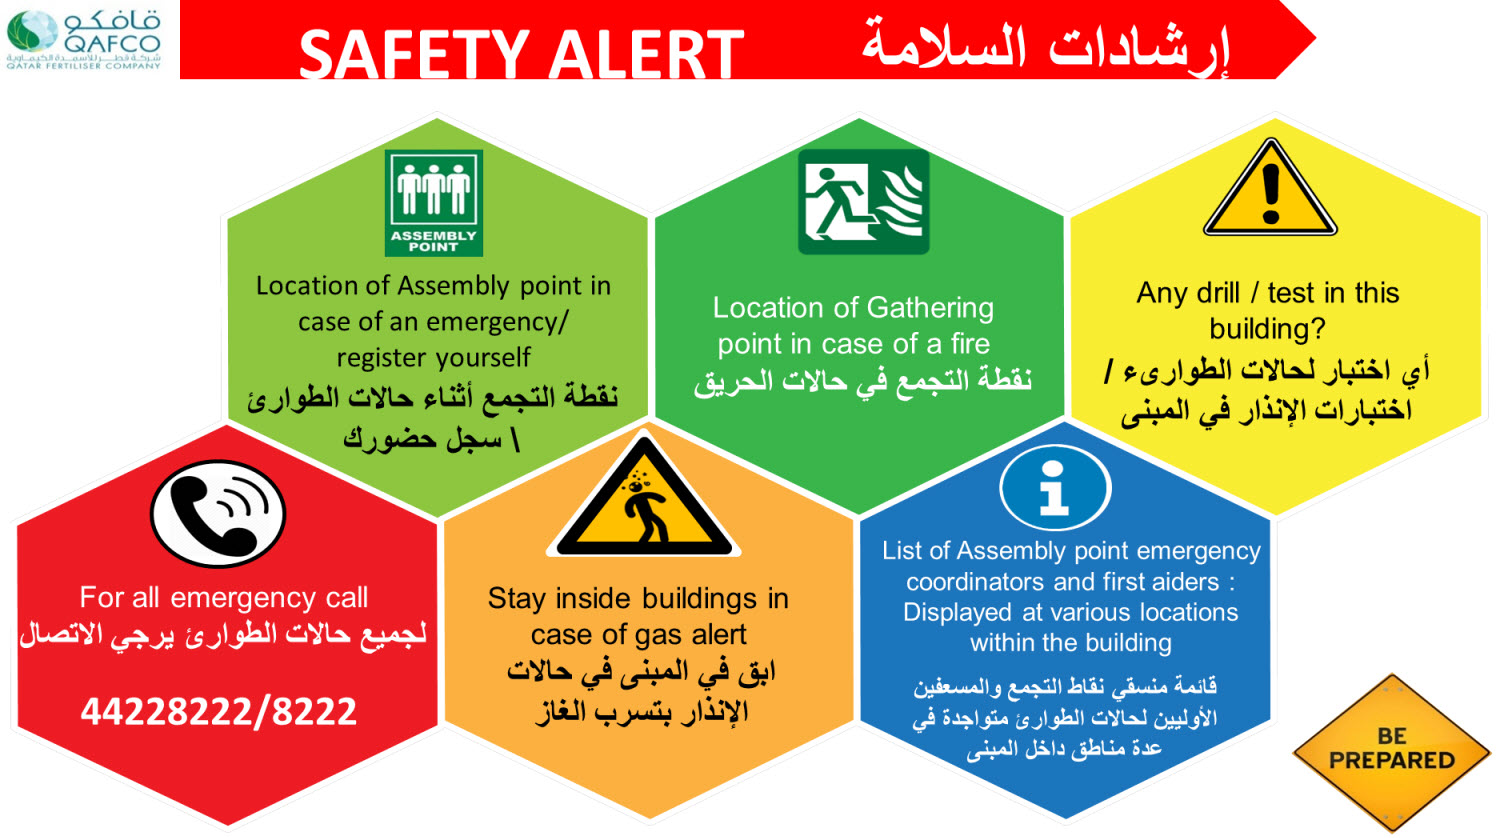 قافكو
QAFCO
شركة قطر للأسمدة الكيماوية
QATAR FERTILISER COMPANY
SAFETY ALERT
إرشادات السلامة
ASSEMBLY
POINT
Location of Assembly point in
case of an emergency/
register yourself
نقطة التجمع أثناء حالات الطوارئ
\ سجل حضورك
Location of Gathering
point in case of a fire
نقطة التجمع في حالات الحريق
Any drill / test in this
building?
أي اختبار لحالات الطوارىء /
اختبارات الإنذار في المبنى
For all emergency call
لجميع حالات الطوارئ يرجي الاتصال
44228222/8222
Stay inside buildings in
case of gas alert
ابق في المبنى في حالات
الإنذار بتسرب الغاز
List of Assembly point emergency
coordinators and first aiders :
Displayed at various locations
within the building
قائمة منسقي نقاط التجمع والمسعفين
الأوليين لحالات الطوارئ متواجدة في
عدة مناطق داخل المبنى
BE
PREPARED